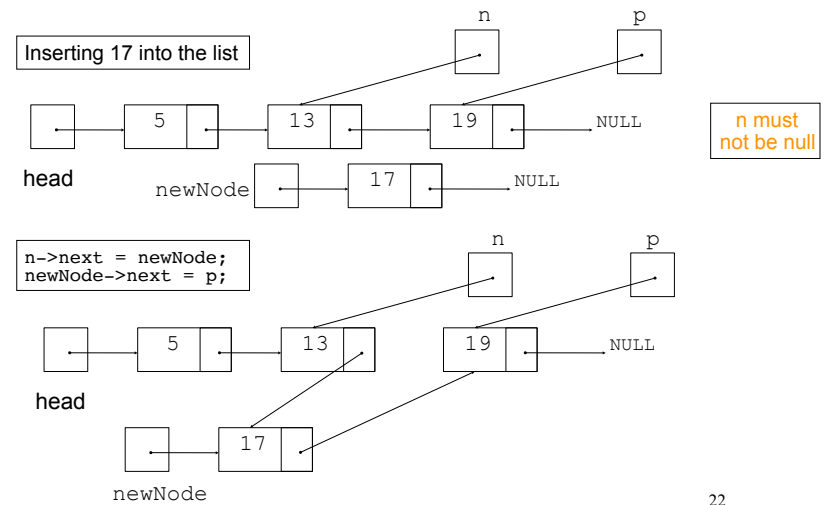 n p
Inserting 17 into the list
5 13 19 NULL
n must
not be null
head
newNode 17 NULL
n->next = newNode;
newNode->next = p;
n p
5 13 19 NULL
head
17
newNode
22